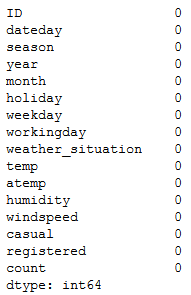 ID 0
dateday 0
season 0
year 0
month 0
holiday 0
weekday 0
workingday 0
weather_situation 0
temp 0
atemp 0
humidity 0
windspeed 0
casual 0
registered 0
count 0
dtype: int64